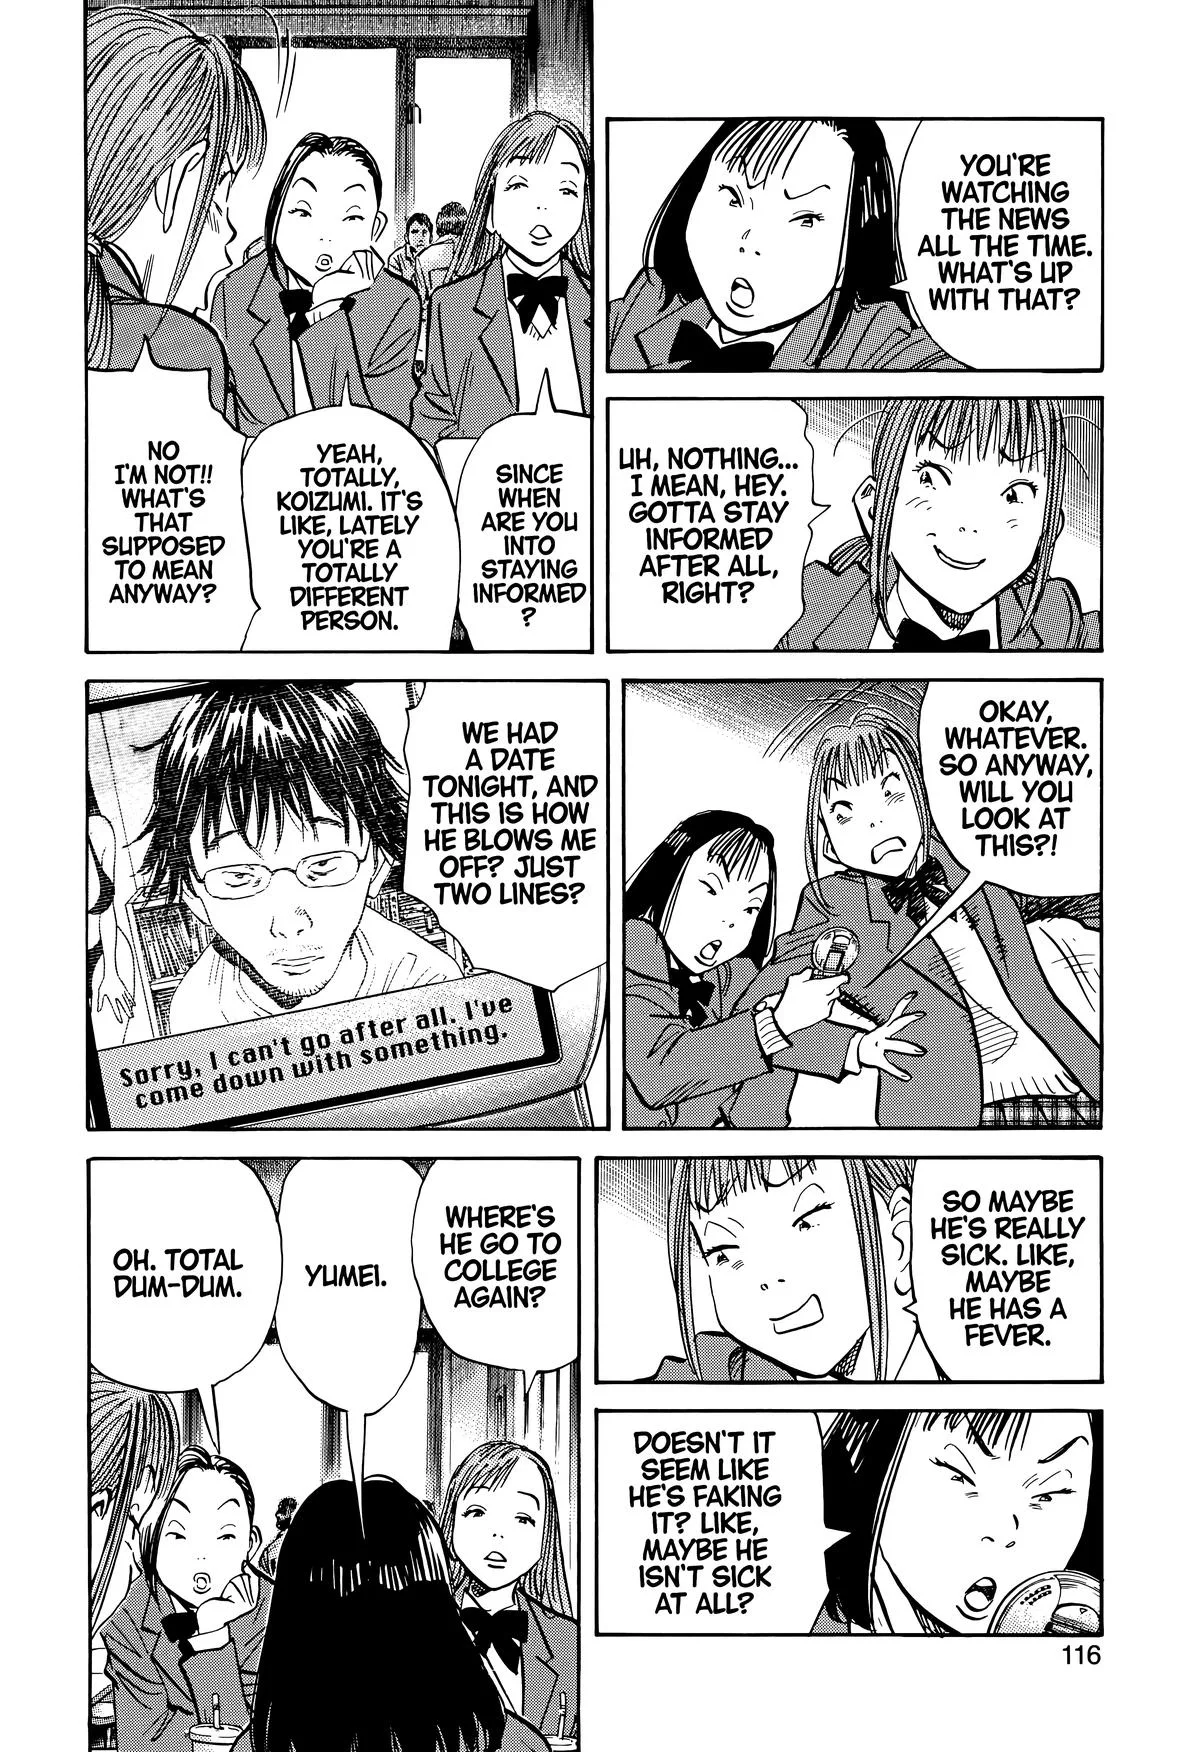 YOU'RE
WATCHING
THE NEWS
ALL THE TIME.
WHAT'S UP
WITH THAT?
UH, NOTHING...
I MEAN, HEY.
GOTTA STAY
INFORMED
AFTER ALL,
RIGHT?
SINCE
WHEN
ARE YOU
INTO
STAYING
INFORMED
?
YEAH,
TOTALLY,
KOIZUMI. IT'S
LIKE, LATELY
YOU'RE A
TOTALLY
DIFFERENT
PERSON.
NO
I'M NOT!!
WHAT'S
THAT
SUPPOSED
TO MEAN
ANYWAY?
OKAY,
WHATEVER.
SO ANYWAY,
WILL YOU
LOOK AT
THIS?!
WE HAD
A DATE
TONIGHT, AND
THIS IS HOW
HE BLOWS ME
OFF? JUST
TWO LINES?
Sorry, I can't go after all. I've
come down with something.
SO MAYBE
HE'S REALLY
SICK. LIKE,
MAYBE
HE HAS A
FEVER.
DOESN'T IT
SEEM LIKE
HE'S FAKING
IT? LIKE,
MAYBE HE
ISN'T SICK
AT ALL?
WHERE'S
HE GO TO
COLLEGE
AGAIN?
YUMEI.
OH. TOTAL
DUM-DUM.
116